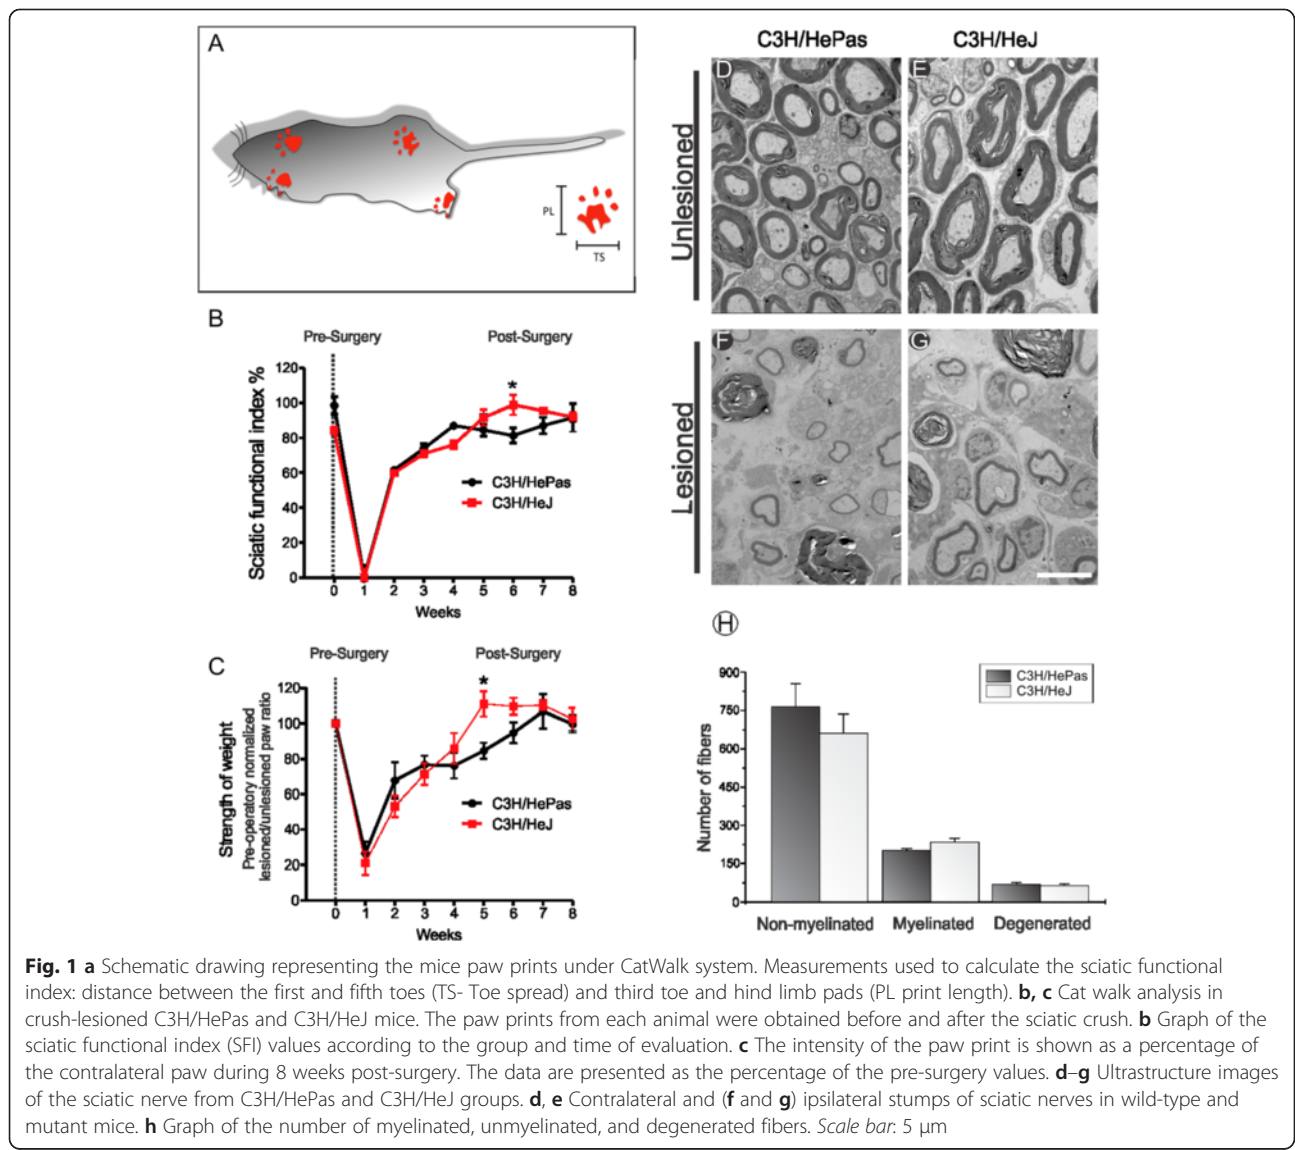 A
PL
TS
B
Pre-Surgery
Post-Surgery
Sciatic functional index %
120
100
80
60
40
20
0
*
C3H/HePas
C3H/HeJ
0 1 2 3 4 5 6 7 8
Weeks
C
Pre-Surgery
Post-Surgery
Strength of weight
Pre-operatory normalized
lesioned/unlesioned paw ratio
120
100
80
60
40
20
0
*
C3H/HePas
C3H/HeJ
0 1 2 3 4 5 6 7 8
Weeks
C3H/HePas C3H/HeJ
Unlesioned
D
E
Lesioned
F
G
H
Number of fibers
900
750
600
450
300
150
0
C3H/HePas
C3H/HeJ
Non-myelinated Myelinated Degenerated
Fig. 1 a Schematic drawing representing the mice paw prints under CatWalk system. Measurements used to calculate the sciatic functional
index: distance between the first and fifth toes (TS- Toe spread) and third toe and hind limb pads (PL print length). b, c Cat walk analysis in
crush-lesioned C3H/HePas and C3H/HeJ mice. The paw prints from each animal were obtained before and after the sciatic crush. b Graph of the
sciatic functional index (SFI) values according to the group and time of evaluation. c The intensity of the paw print is shown as a percentage of
the contralateral paw during 8 weeks post-surgery. The data are presented as the percentage of the pre-surgery values. d–g Ultrastructure images
of the sciatic nerve from C3H/HePas and C3H/HeJ groups. d, e Contralateral and (f and g) ipsilateral stumps of sciatic nerves in wild-type and
mutant mice. h Graph of the number of myelinated, unmyelinated, and degenerated fibers. Scale bar: 5 μm